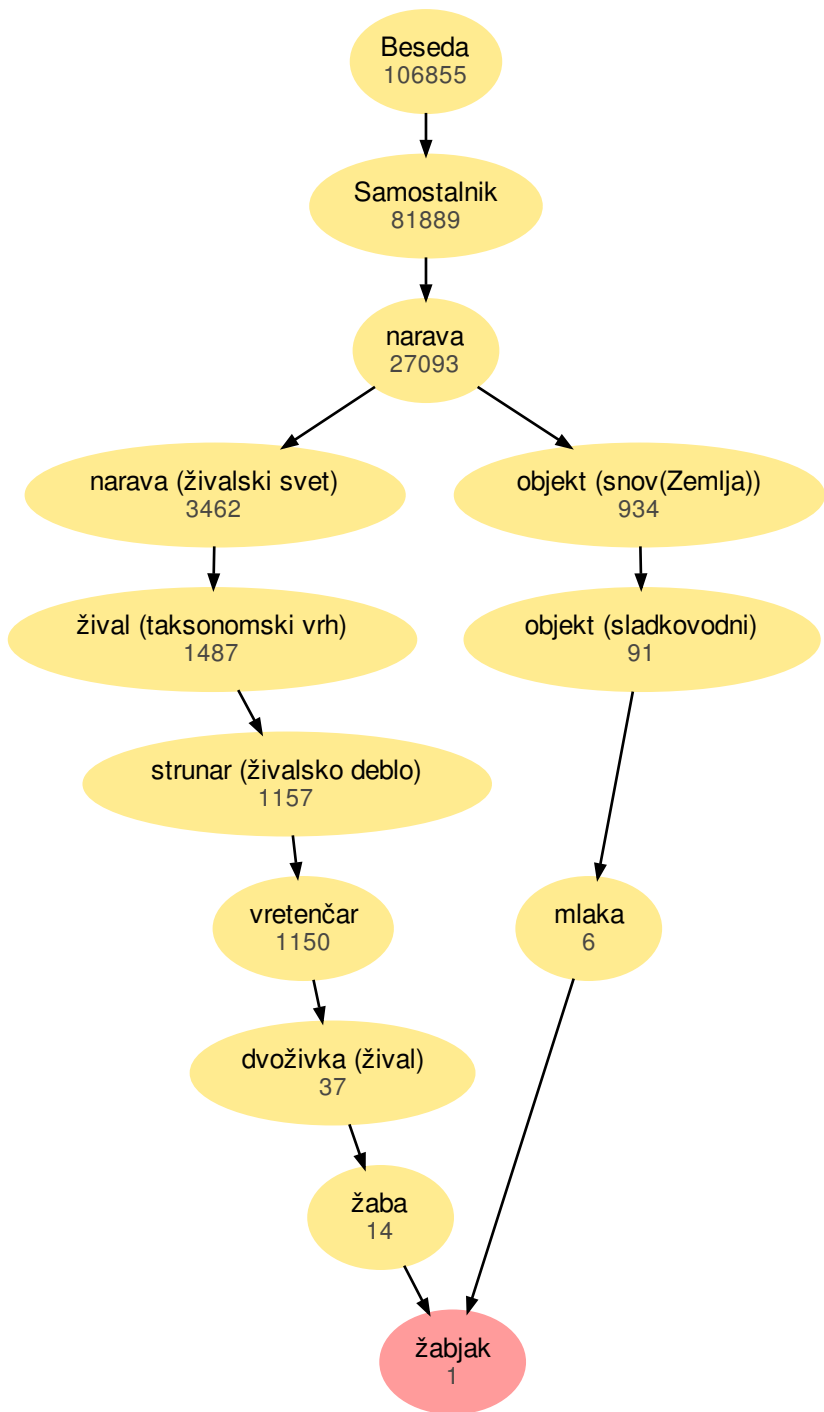 Beseda
106855
Samostalnik
81889
narava
27093
narava (živalski svet)
3462
objekt (snov(Zemlja))
934
žival (taksonomski vrh)
1487
objekt (sladkovodni)
91
strunar (živalsko deblo)
1157
vretenčar
1150
mlaka
6
dvoživka (žival)
37
žaba
14
žabjak
1